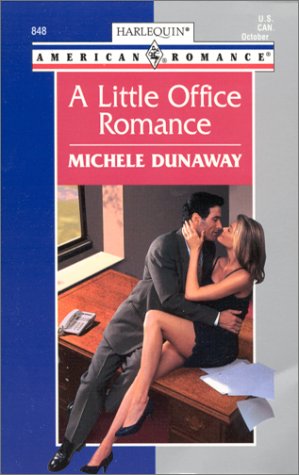 848
HARLEQUIN®
U.S.
CAN.
October
AMERICAN ROMANCE®
A Little Office
Romance
MICHELE DUNAWAY